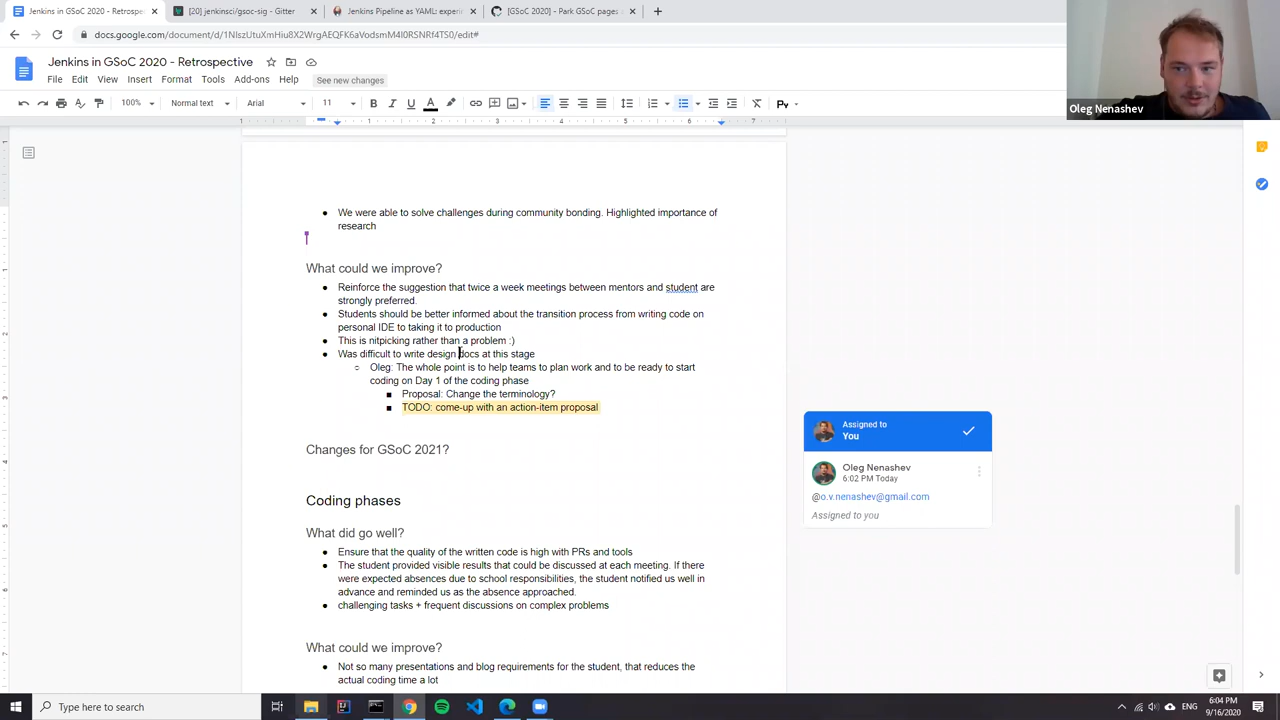 Jenkins in GSoC 2020 - Retrospe
[20] jenkinsci/gsoc-sig - Gitter
Jenkins Pipeline as YAML: experi
[GSoC 2020] - Park GSoC pages
docs.google.com/document/d/1NIszUtuXmHiu8X2WrgAEQFK6aVodsmM4I0RSNRf4TS0/edit#
Jenkins in GSoC 2020 - Retrospective
File Edit View Insert Format Tools Add-ons Help See new changes
100% Normal text Arial 11 B I U A
Oleg Nenashev
We were able to solve challenges during community bonding. Highlighted importance of
research
What could we improve?
Reinforce the suggestion that twice a week meetings between mentors and student are
strongly preferred.
Students should be better informed about the transition process from writing code on
personal IDE to taking it to production
This is nitpicking rather than a problem :)
Was difficult to write design docs at this stage
Oleg: The whole point is to help teams to plan work and to be ready to start
coding on Day 1 of the coding phase
Proposal: Change the terminology?
TODO: come-up with an action-item proposal
Assigned to
You
Oleg Nenashev
6:02 PM Today
@o.v.nenashev@gmail.com
Assigned to you
Changes for GSoC 2021?
Coding phases
What did go well?
Ensure that the quality of the written code is high with PRs and tools
The student provided visible results that could be discussed at each meeting. If there
were expected absences due to school responsibilities, the student notified us well in
advance and reminded us as the absence approached.
challenging tasks + frequent discussions on complex problems
What could we improve?
Not so many presentations and blog requirements for the student, that reduces the
actual coding time a lot
Type here to search
ENG
6:04 PM
9/16/2020